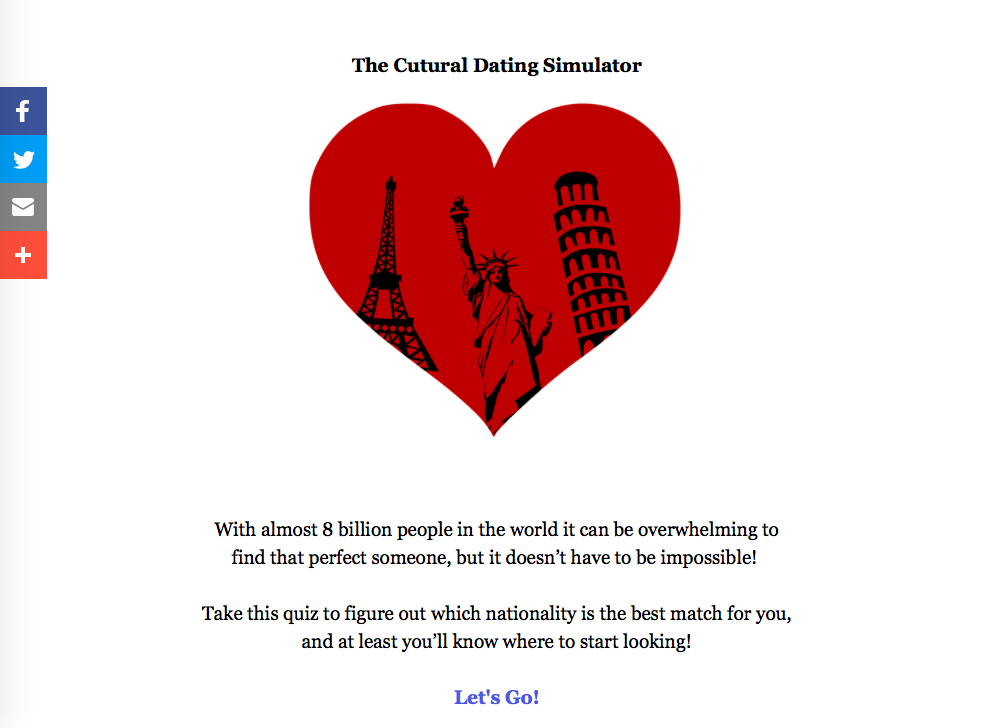 The Cutural Dating Simulator
With almost 8 billion people in the world it can be overwhelming to
find that perfect someone, but it doesn’t have to be impossible!
Take this quiz to figure out which nationality is the best match for you,
and at least you’ll know where to start looking!
Let's Go!